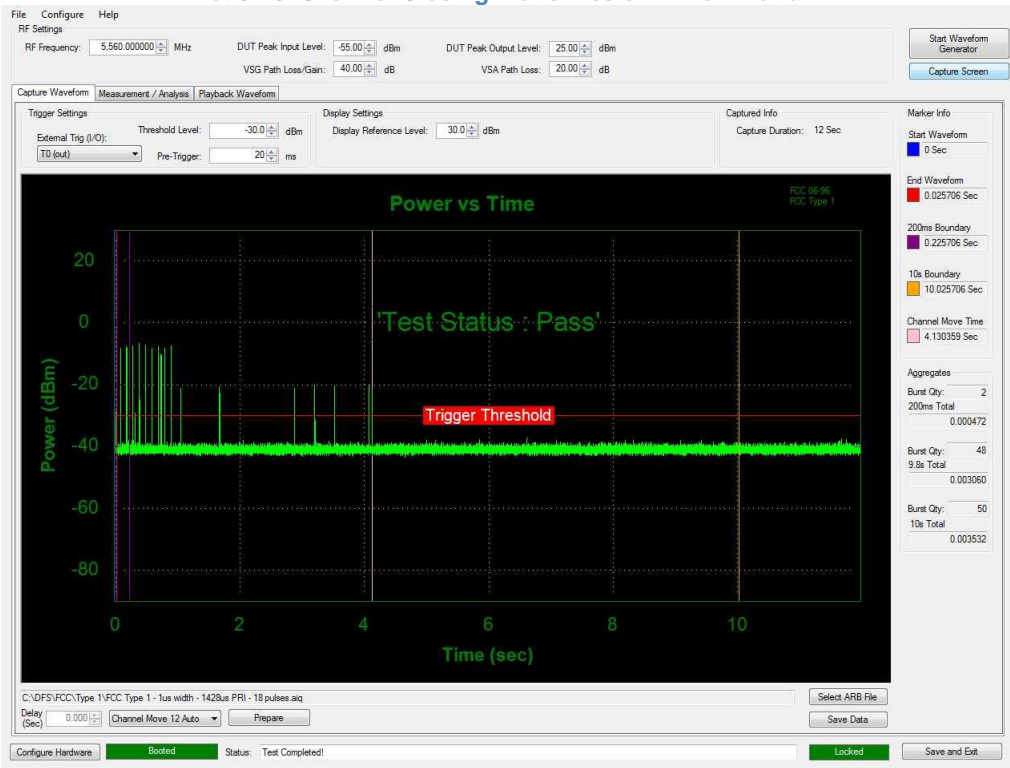 File Configure Help
RF Settings
RF Frequency: 5,560.000000 MHz
DUT Peak Input Level: -55.00 dBm
DUT Peak Output Level: 25.00 dBm
VSG Path Loss/Gain: 40.00 dB
VSA Path Loss: 20.00 dB
Start Waveform Generator
Capture Screen
Capture Waveform Measurement / Analysis Playback Waveform
Trigger Settings
External Trig (I/O):
T0 (out)
Threshold Level: -30.0 dBm
Pre-Trigger: 20 ms
Display Settings
Display Reference Level: 30.0 dBm
Captured Info
Capture Duration: 12 Sec
Power vs Time
FCC 06-96
FCC Type 1
'Test Status : Pass'
Trigger Threshold
Power (dBm)
20
0
-20
-40
-60
-80
0 2 4 6 8 10
Time (sec)
Marker Info
Start Waveform
0 Sec
End Waveform
0.025706 Sec
200ms Boundary
0.225706 Sec
10s Boundary
10.025706 Sec
Channel Move Time
4.130359 Sec
Aggregates
Burst Qty: 2
200ms Total
0.000472
Burst Qty: 48
9.8s Total
0.003060
Burst Qty: 50
10s Total
0.003532
C:\DFS\FCC\Type 1\FCC Type 1 - 1us width - 1428us PRI - 18 pulses.aiq
Select ARB File
Delay (Sec) 0.000 Channel Move 12 Auto Prepare
Save Data
Configure Hardware Booted Status: Test Completed! Locked Save and Exit